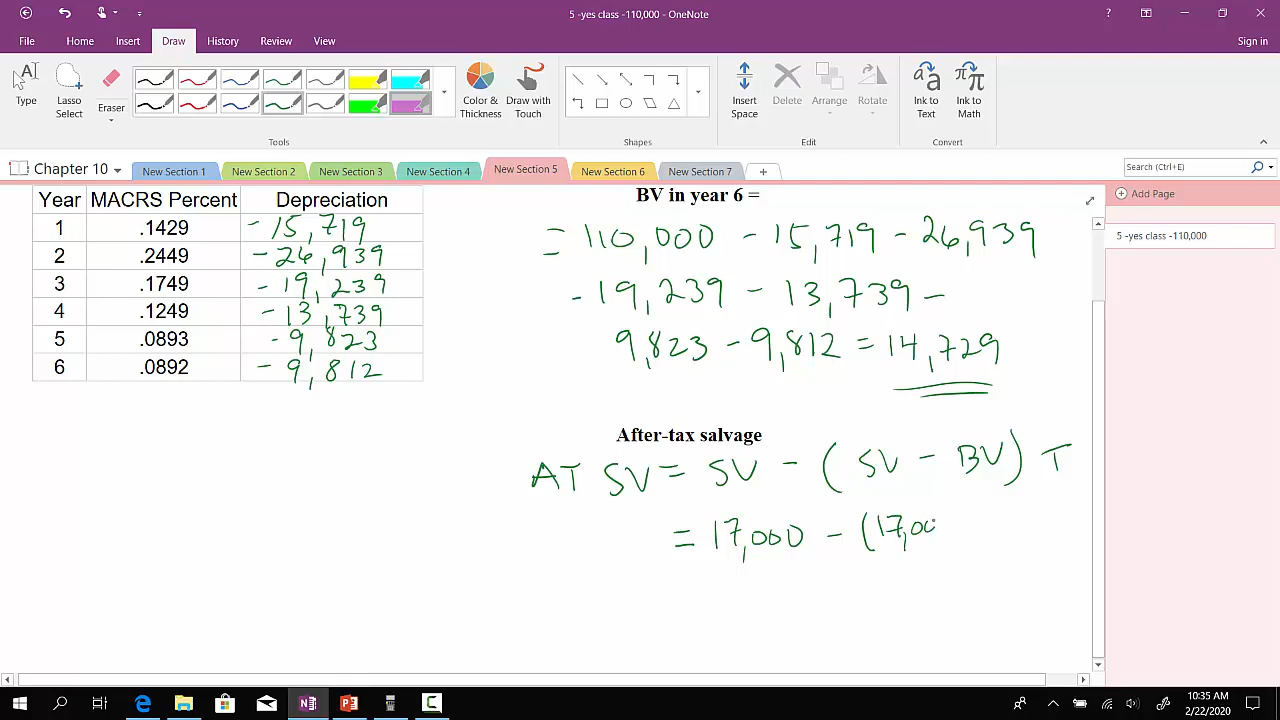 5 -yes class -110,000 - OneNote
File Home Insert Draw History Review View Sign in
Type Lasso Select Eraser Color & Thickness Draw with Touch Insert Space Delete Arrange Rotate Ink to Text Ink to Math
Tools Shapes Edit Convert
Chapter 10 New Section 1 New Section 2 New Section 3 New Section 4 New Section 5 New Section 6 New Section 7 + Search (Ctrl+E)
Add Page
5 -yes class -110,000
Year MACRS Percent Depreciation
1 .1429 - 15,719
2 .2449 - 26,939
3 .1749 - 19,239
4 .1249 - 13,739
5 .0893 - 9,823
6 .0892 - 9,812
BV in year 6 =
= 110,000 - 15,719 - 26,939
- 19,239 - 13,739 -
9,823 - 9,812 = 14,729
After-tax salvage
AT SV = SV - (SV - BV) T
= 17,000 - (17,00
10:35 AM
2/22/2020